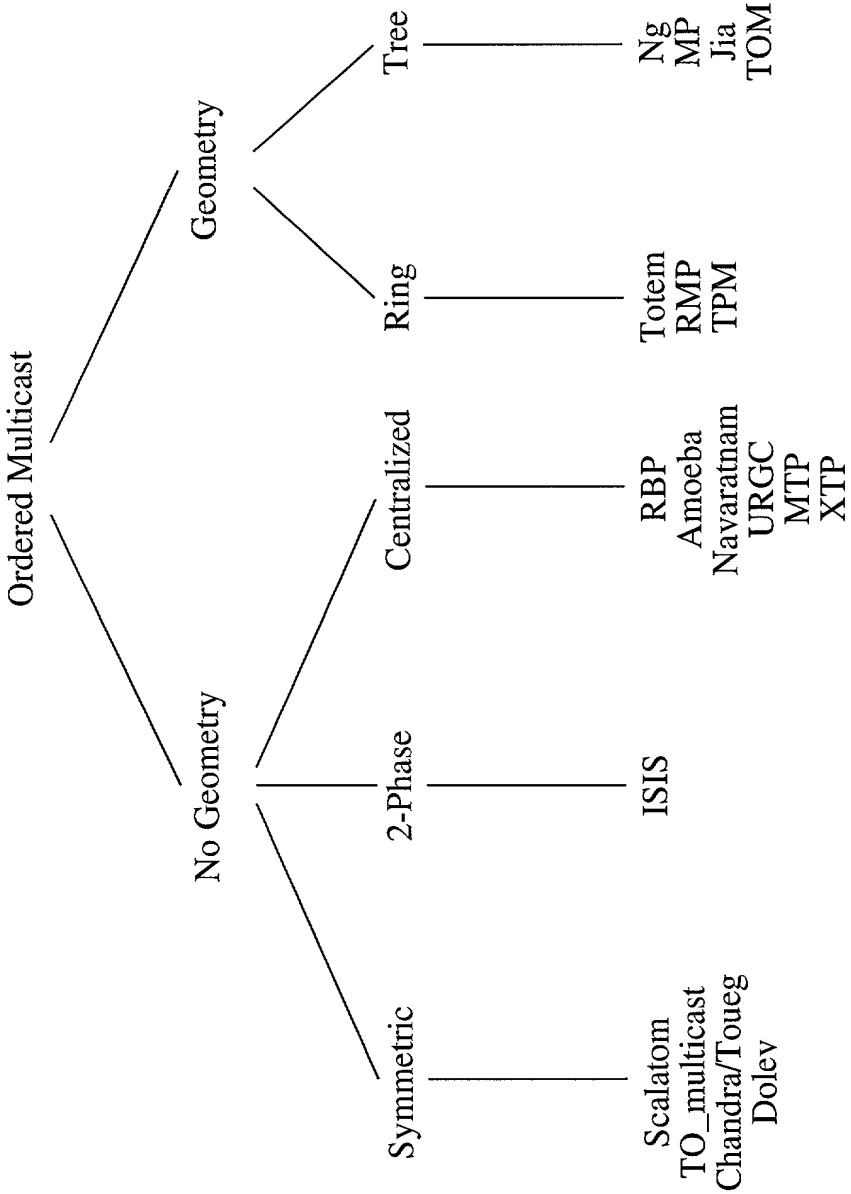 Ordered Multicast
No Geometry
Geometry
Symmetric
2-Phase
Centralized
Ring
Tree
Scalatom
TO_multicast
Chandra/Toueg
Dolev
ISIS
RBP
Amoeba
Navaratnam
URGC
MTP
XTP
Totem
RMP
TPM
Ng
MP
Jia
TOM